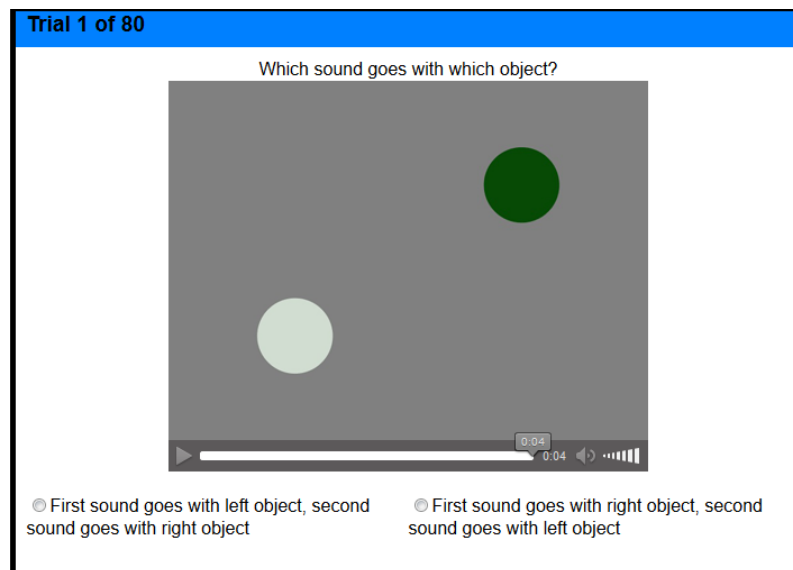 Trial 1 of 80
Which sound goes with which object?
0:04
0:04
First sound goes with left object, second
sound goes with right object
First sound goes with right object, second
sound goes with left object